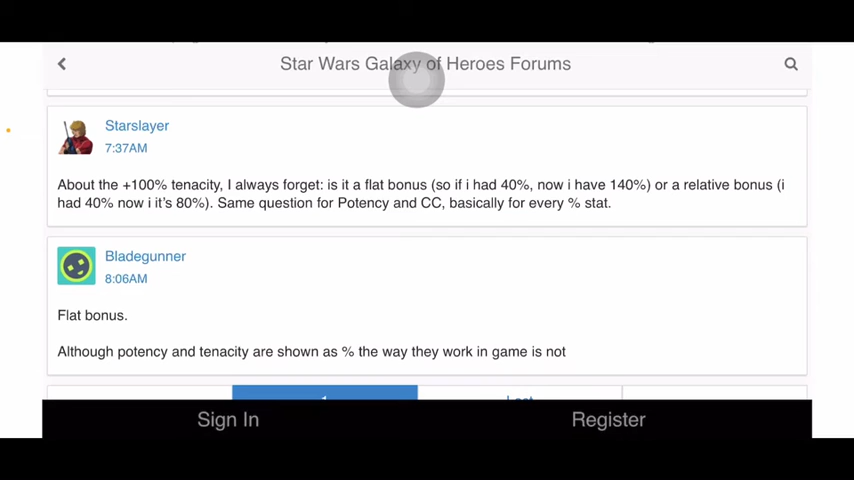 Star Wars Galaxy of Heroes Forums
Starslayer
7:37AM
About the +100% tenacity, I always forget: is it a flat bonus (so if i had 40%, now i have 140%) or a relative bonus (i
had 40% now i it's 80%). Same question for Potency and CC, basically for every % stat.
Bladegunner
8:06AM
Flat bonus.
Although potency and tenacity are shown as % the way they work in game is not
Sign In
Register